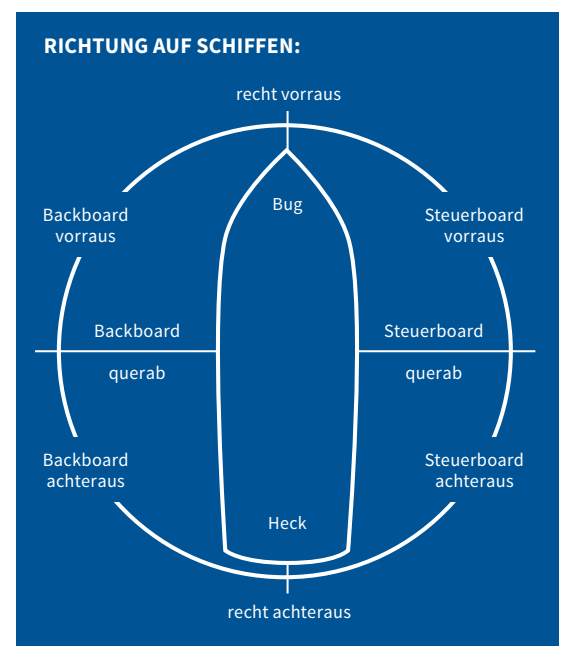 RICHTUNG AUF SCHIFFEN:
recht vorraus
Bug
Backboard
vorraus
Steuerboard
vorraus
Backboard
querab
Steuerboard
querab
Backboard
achteraus
Steuerboard
achteraus
Heck
recht achteraus